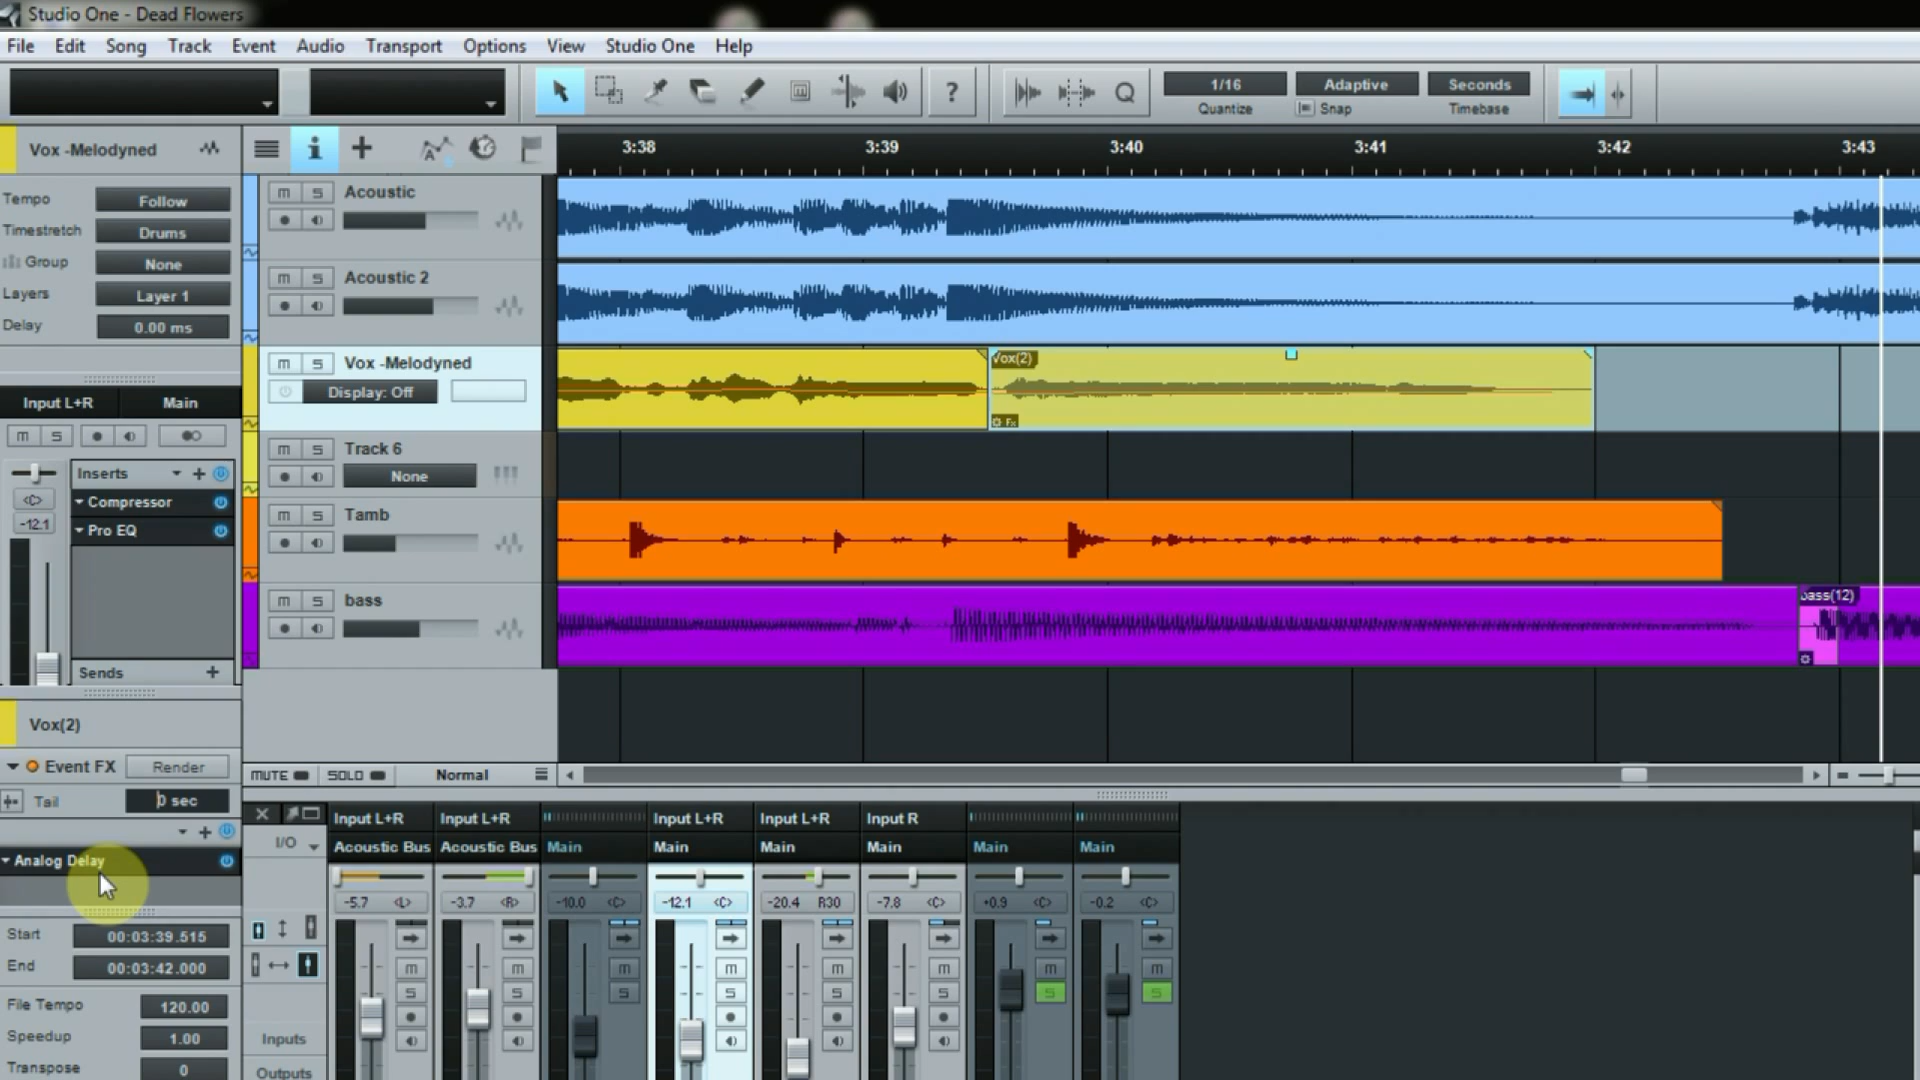 Studio One - Dead Flowers
File Edit Song Track Event Audio Transport Options View Studio One Help
1/16 Adaptive Seconds
? Q Quantize Snap Timebase
Vox -Melodyned
3:38 3:39 3:40 3:41 3:42 3:43
Tempo Follow
Timestretch Drums
Group None
Layers Layer 1
Delay 0.00 ms
m S Acoustic
m S Acoustic 2
m S Vox -Melodyned
Display: Off
Vox(2)
Fx
m S Track 6
None
m S Tamb
m S bass
bass(12)
Input L+R Main
m S
Inserts
<C>
Compressor
-12.1
Pro EQ
Sends
Vox(2)
Event FX Render
Tail 0 sec
Analog Delay
Start 00:03:39.515
End 00:03:42.000
File Tempo 120.00
Speedup 1.00
Transpose 0
MUTE SOLO Normal
Input L+R Input L+R Input L+R Input L+R Input R
I/O Acoustic Bus Acoustic Bus Main Main Main Main Main Main
-5.7 <L> -3.7 <R> -10.0 <C> -12.1 <C> -20.4 R30 -7.8 <C> +0.9 <C> -0.2 <C>
m m m m m m m m
S S S S S S S S
Inputs
Outputs